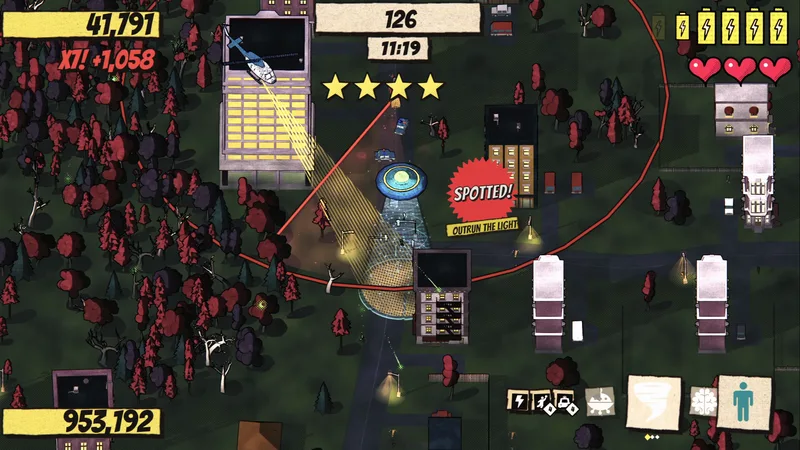 41,791
X7! +1,058
126
11:19
SPOTTED!
OUTRUN THE LIGHT
953,192